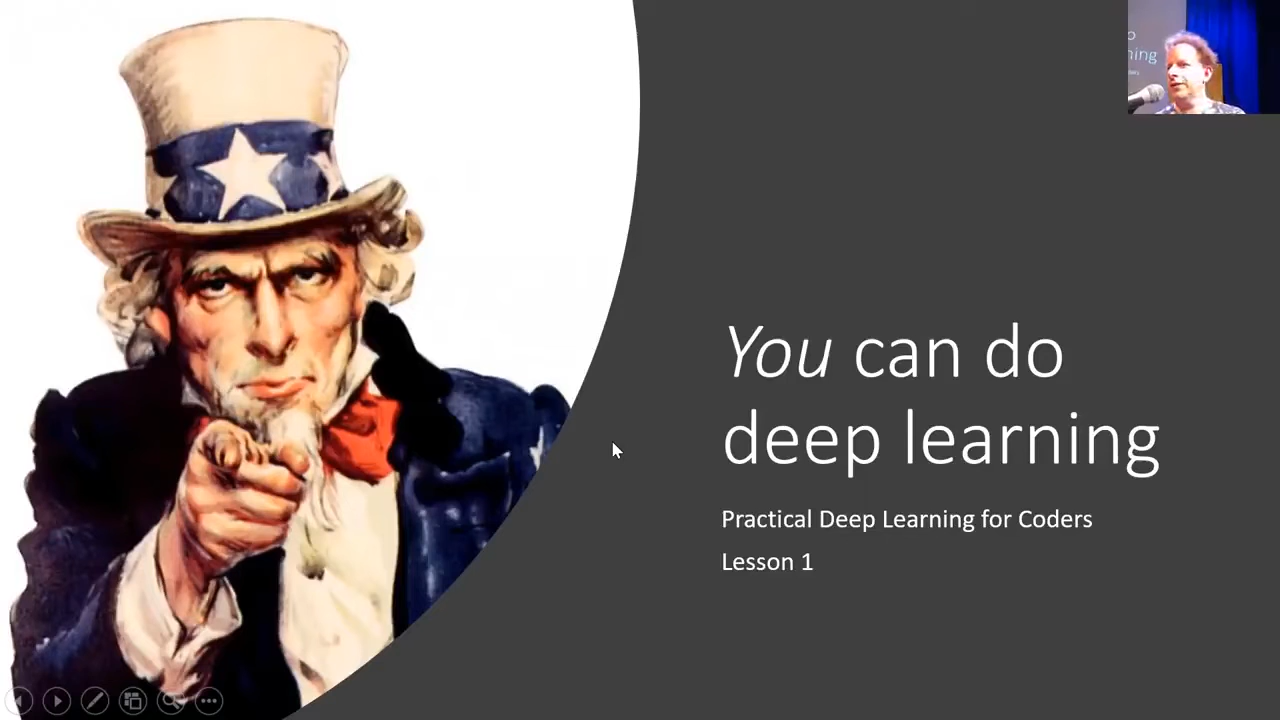 You can do
deep learning
Practical Deep Learning for Coders
Lesson 1